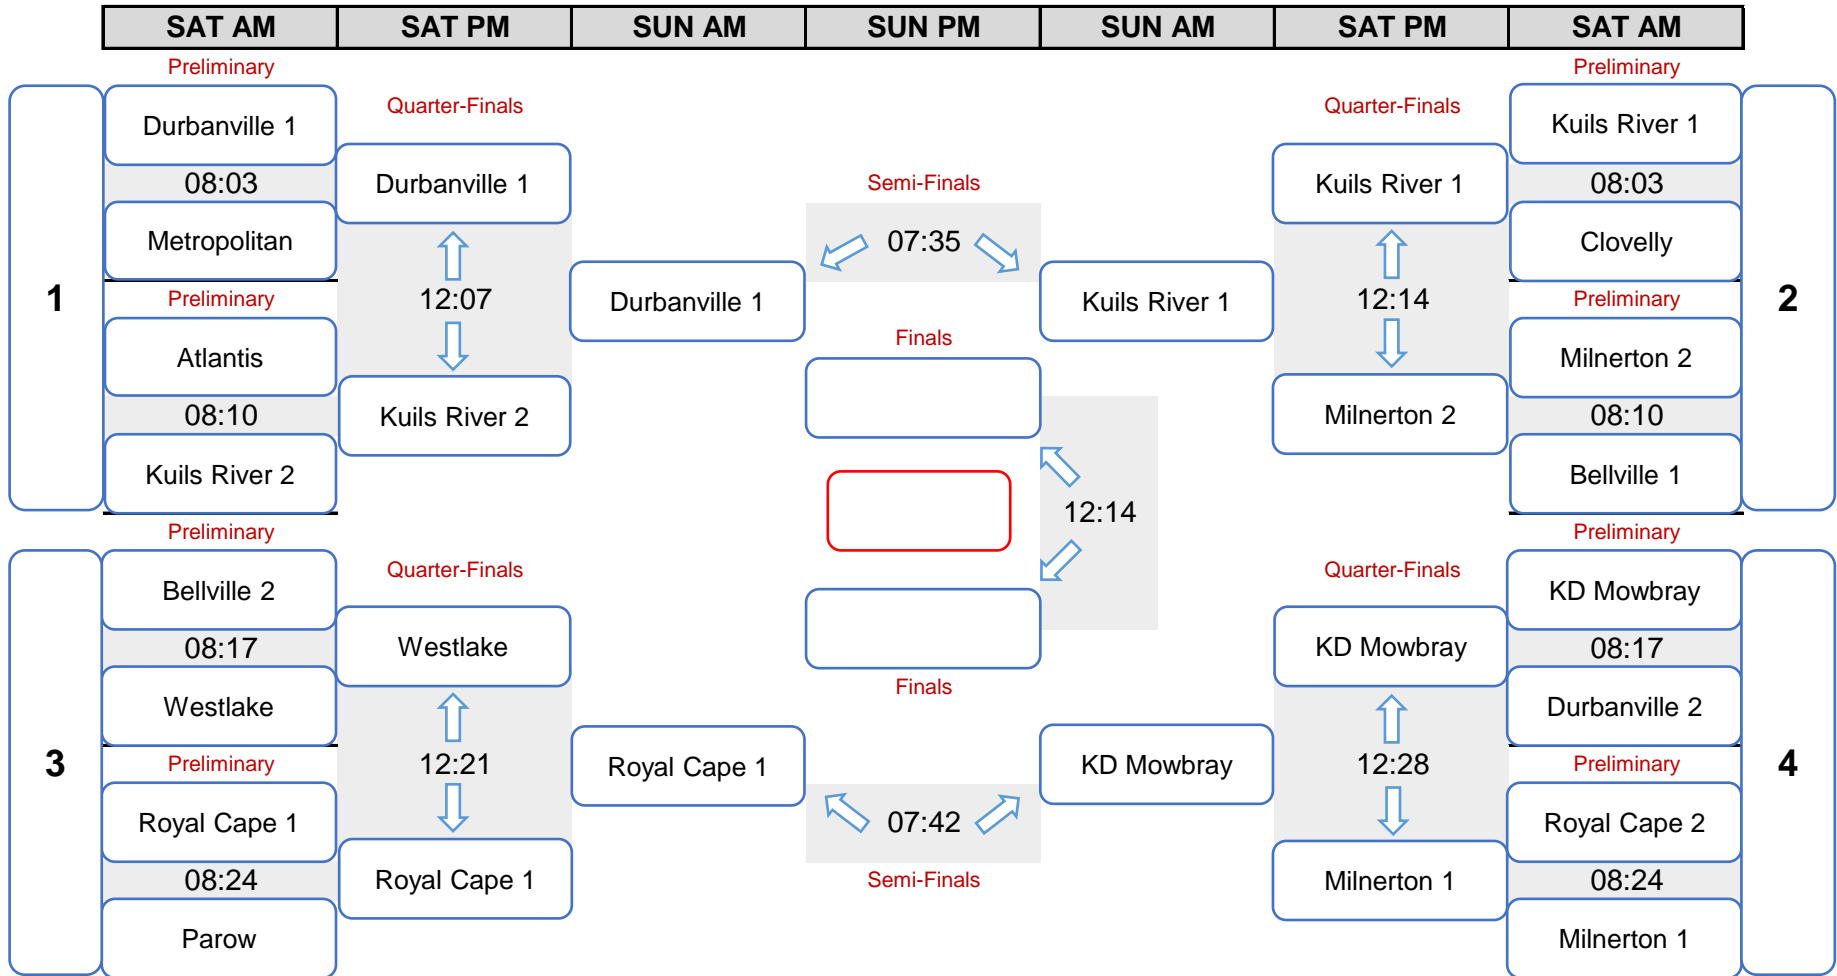 SAT AM SAT PM SUN AM SUN PM SUN AM SAT PM SAT AM
Preliminary Preliminary
Quarter-Finals Quarter-Finals
Durbanville 1 Kuils River 1
08:03 Durbanville 1 Semi-Finals Kuils River 1 08:03
Metropolitan 07:35 Clovelly
1 Preliminary 12:07 Durbanville 1 Kuils River 1 12:14 Preliminary 2
Finals
Atlantis Milnerton 2
08:10 Kuils River 2 Milnerton 2 08:10
Kuils River 2 Bellville 1
12:14
Preliminary Preliminary
Quarter-Finals Quarter-Finals
Bellville 2 KD Mowbray
08:17 Westlake KD Mowbray 08:17
Finals
Westlake Durbanville 2
3 Preliminary 12:21 Royal Cape 1 KD Mowbray 12:28 Preliminary 4
Royal Cape 1 07:42 Royal Cape 2
08:24 Royal Cape 1 Semi-Finals Milnerton 1 08:24
Parow Milnerton 1